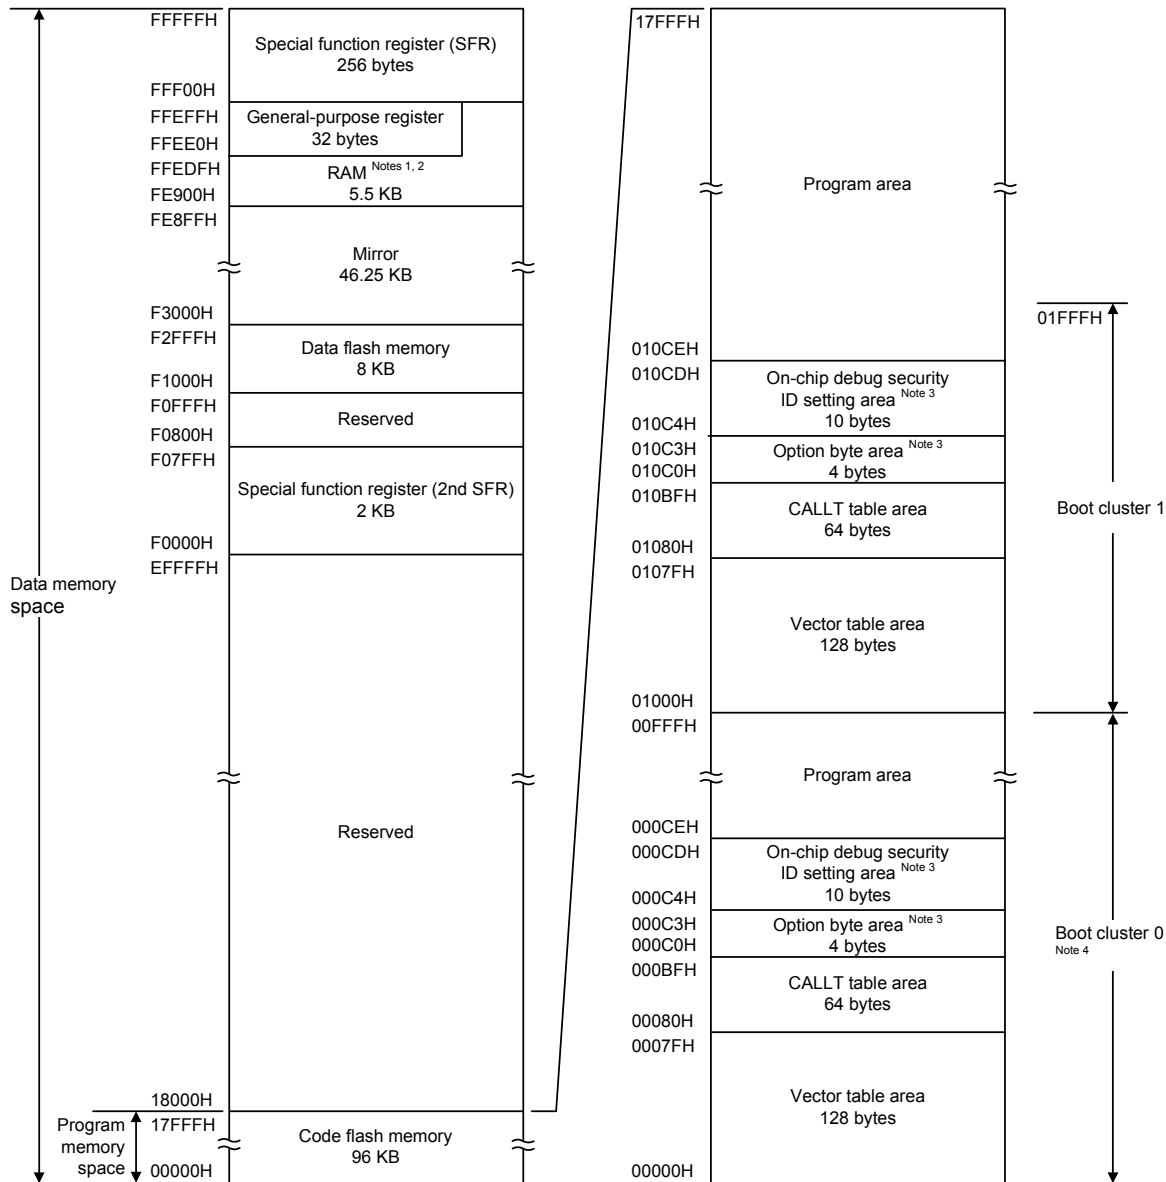 FFFFFH
Special function register (SFR)
256 bytes
FFF00H
FFEFFH
General-purpose register
32 bytes
FFEE0H
FFEDFH
RAM Notes 1, 2
5.5 KB
FE900H
FE8FFH
Mirror
46.25 KB
F3000H
F2FFFH
Data flash memory
8 KB
F1000H
F0FFFH
Reserved
F0800H
F07FFH
Special function register (2nd SFR)
2 KB
F0000H
EFFFFH
Data memory
space
Reserved
18000H
17FFFH
Program
memory
space
Code flash memory
96 KB
00000H
17FFFH
Program area
01FFFH
010CEH
010CDH
On-chip debug security
ID setting area Note 3
10 bytes
010C4H
010C3H
Option byte area Note 3
4 bytes
010C0H
010BFH
CALLT table area
64 bytes
01080H
0107FH
Boot cluster 1
Vector table area
128 bytes
01000H
00FFFH
Program area
000CEH
000CDH
On-chip debug security
ID setting area Note 3
10 bytes
000C4H
000C3H
Option byte area Note 3
4 bytes
000C0H
000BFH
Boot cluster 0
Note 4
CALLT table area
64 bytes
00080H
0007FH
Vector table area
128 bytes
00000H